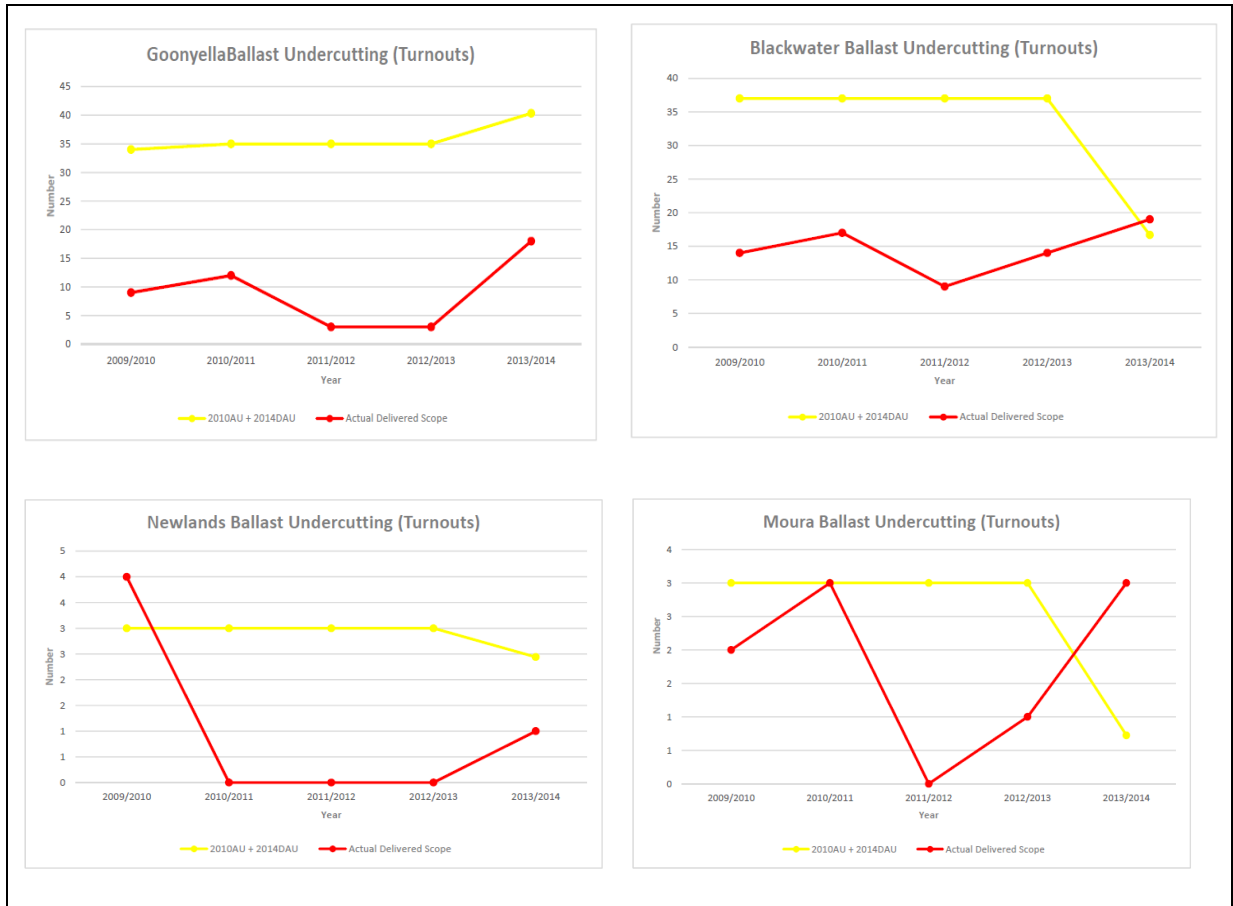 GoonyellaBallast Undercutting (Turnouts)
45
40
35
30
25
20
15
10
5
0
Number
2009/2010 2010/2011 2011/2012 2012/2013 2013/2014
Year
2010AU + 2014DAU Actual Delivered Scope
Blackwater Ballast Undercutting (Turnouts)
40
35
30
25
20
15
10
5
0
Number
2009/2010 2010/2011 2011/2012 2012/2013 2013/2014
Year
2010AU + 2014DAU Actual Delivered Scope
Newlands Ballast Undercutting (Turnouts)
5
4
4
3
3
2
2
1
1
0
Number
2009/2010 2010/2011 2011/2012 2012/2013 2013/2014
Year
2010AU + 2014DAU Actual Delivered Scope
Moura Ballast Undercutting (Turnouts)
4
3
3
2
2
1
1
0
Number
2009/2010 2010/2011 2011/2012 2012/2013 2013/2014
Year
2010AU + 2014DAU Actual Delivered Scope